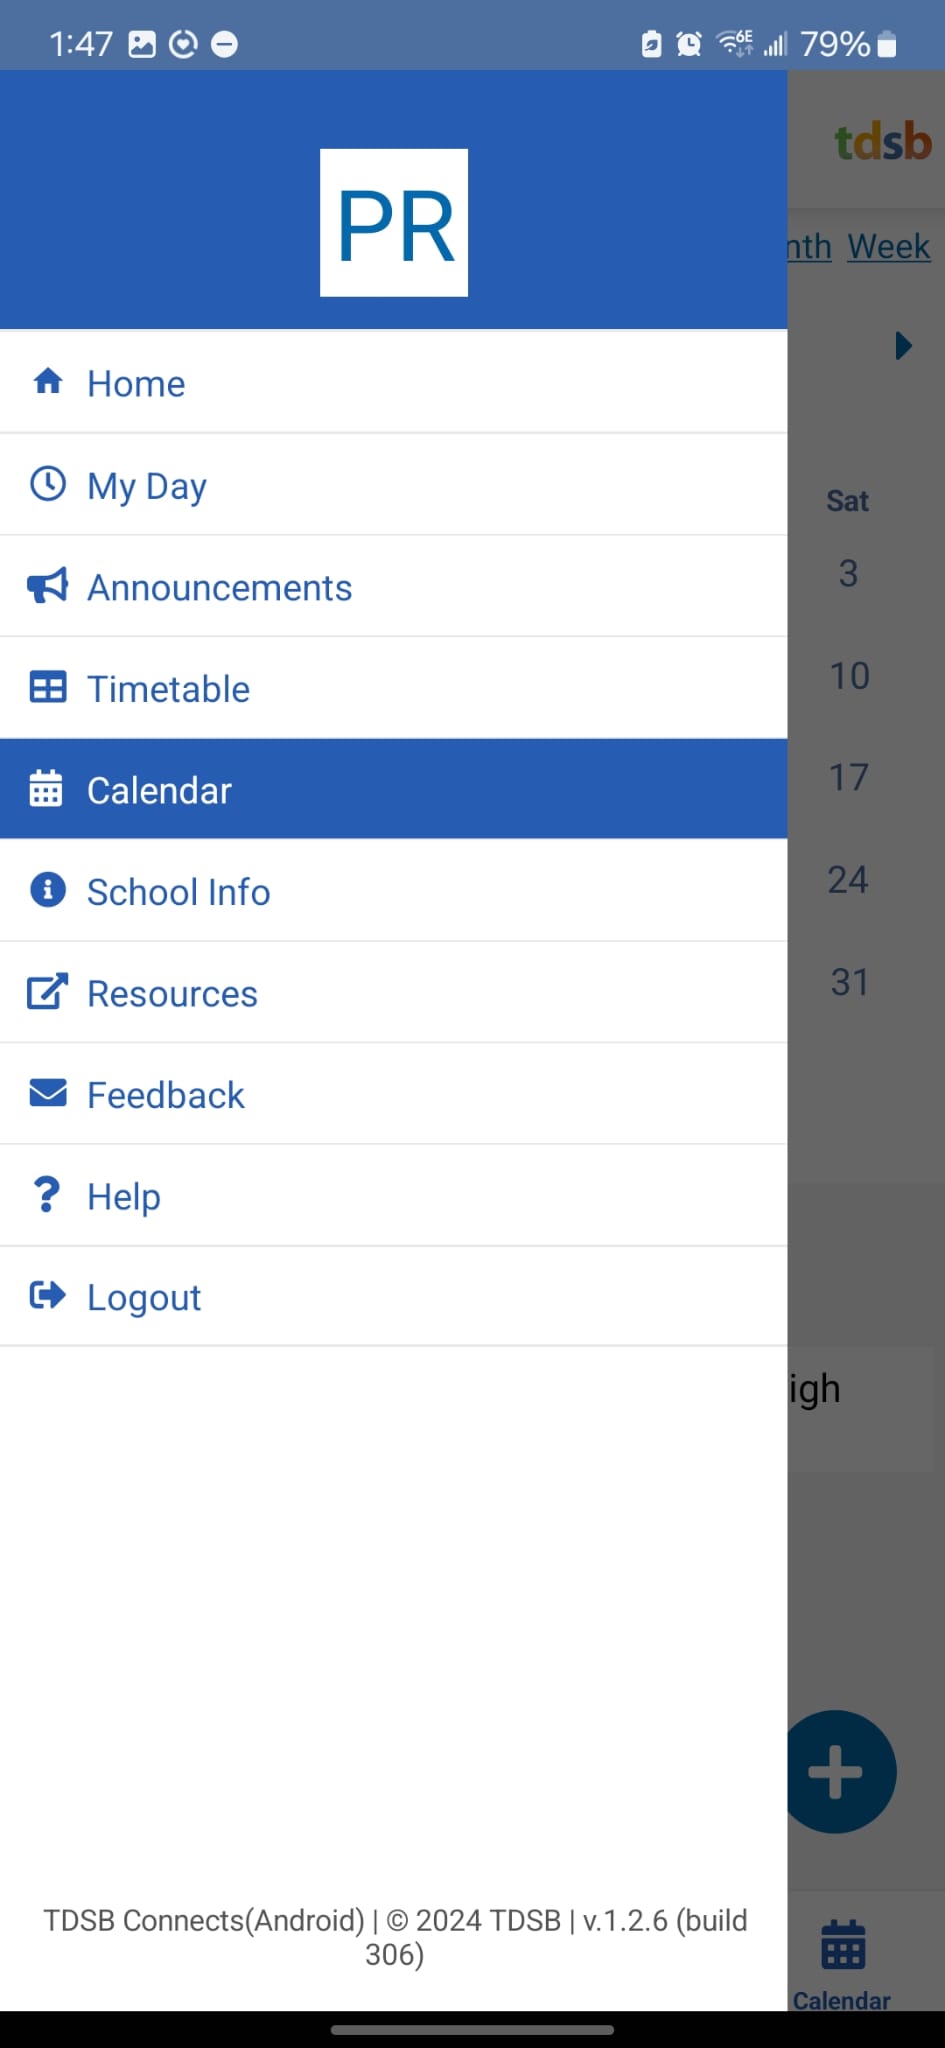 1:47 6E 79%
PR
tdsb
nth Week
Home
My Day
Announcements
Timetable
Calendar
School Info
Resources
Feedback
Help
Logout
Sat
3
10
17
24
31
igh
TDSB Connects(Android) | © 2024 TDSB | v.1.2.6 (build
306)
Calendar